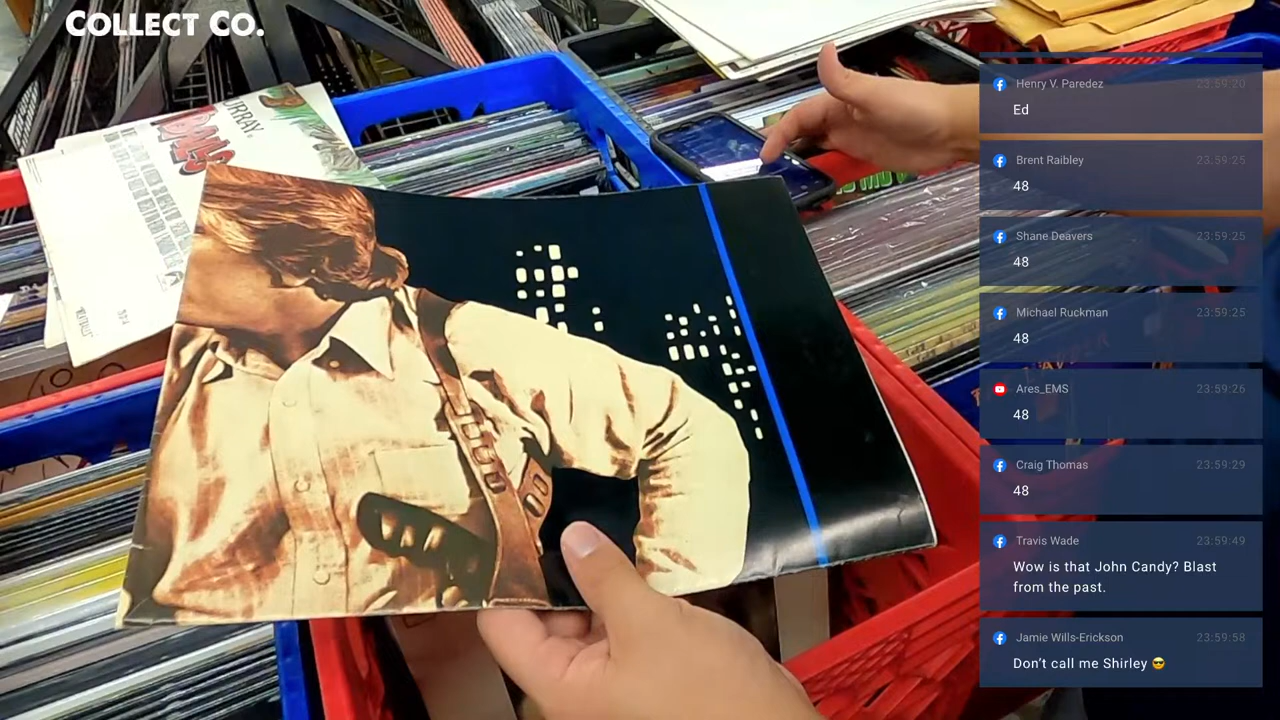 COLLECT CO.
URRAY
Henry V. Paredez 23:59:20
Ed
Brent Raibley 23:59:25
48
Shane Deavers 23:59:25
48
Michael Ruckman 23:59:25
48
Ares_EMS 23:59:26
48
Craig Thomas 23:59:29
48
Travis Wade 23:59:49
Wow is that John Candy? Blast
from the past.
Jamie Wills-Erickson 23:59:58
Don't call me Shirley 😎